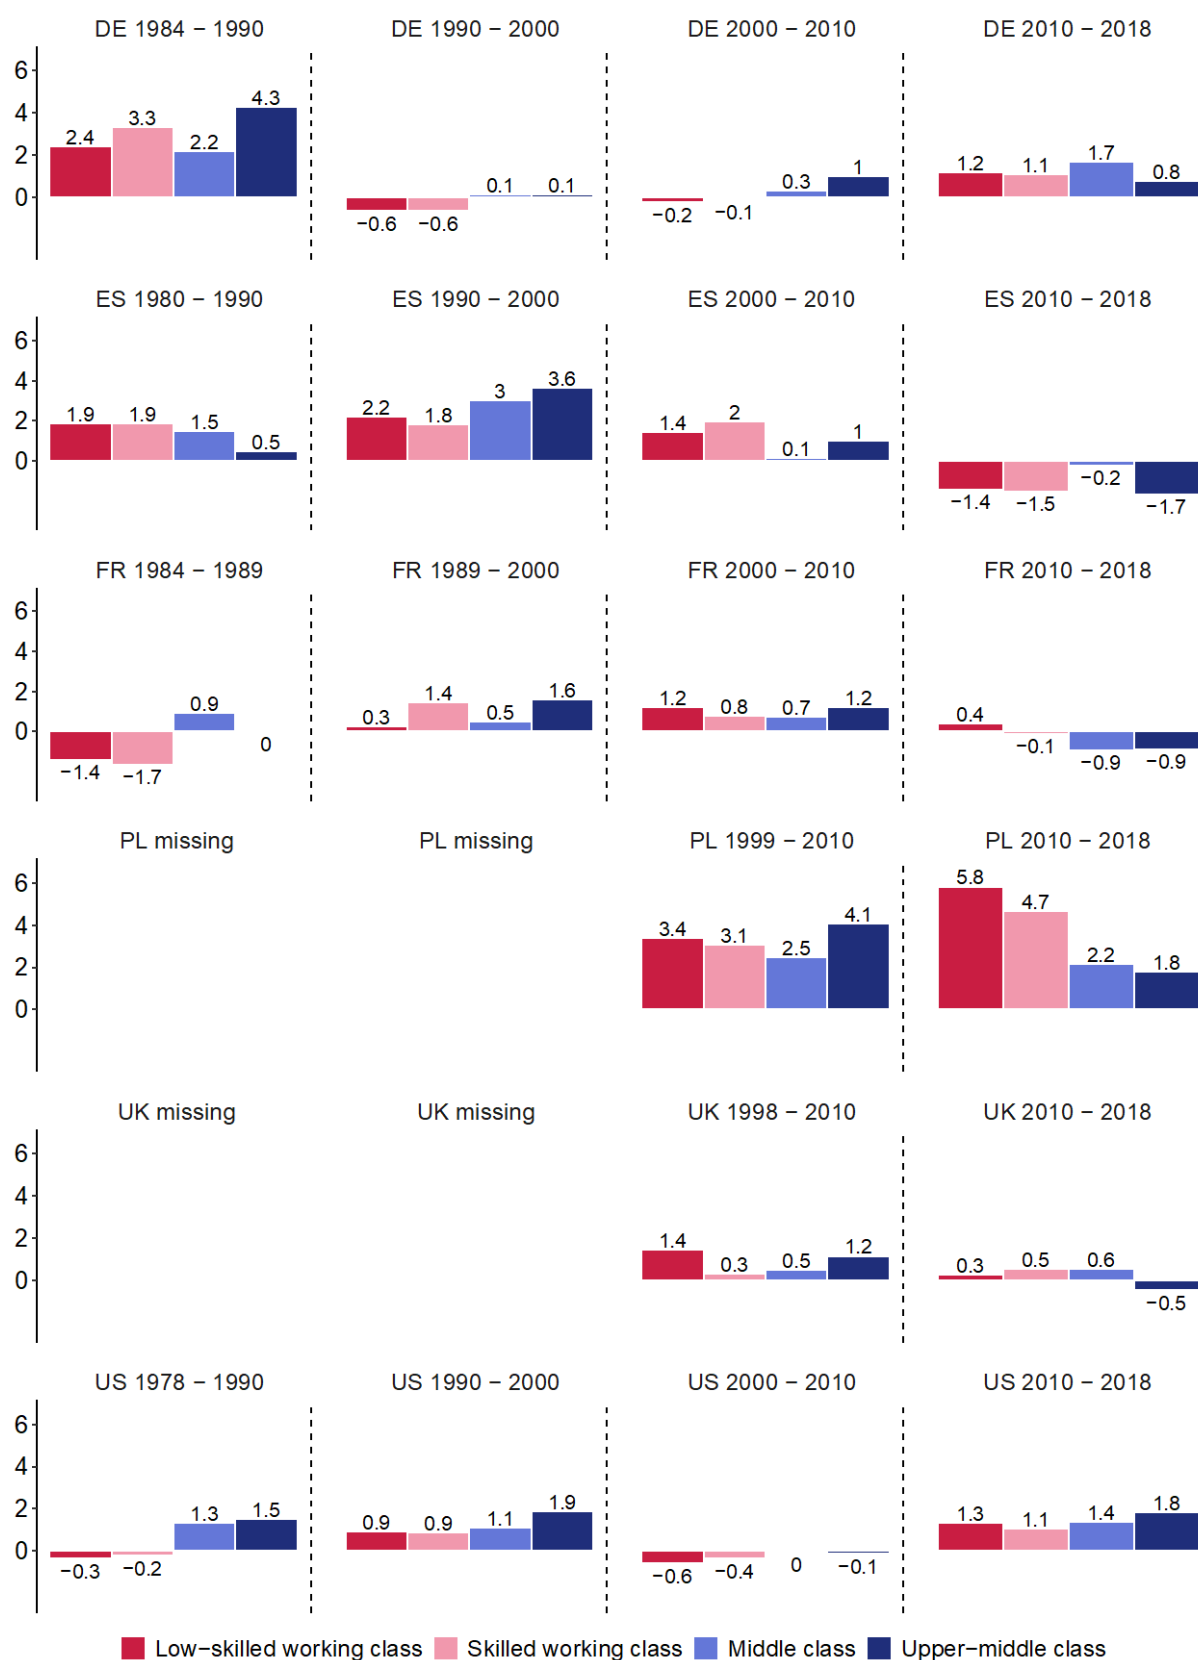 DE 1984 − 1990 DE 1990 − 2000 DE 2000 − 2010 DE 2010 − 2018
6
4
2
0
2.4 3.3 2.2 4.3
−0.6 −0.6 0.1 0.1
−0.2 −0.1 0.3 1
1.2 1.1 1.7 0.8
ES 1980 − 1990 ES 1990 − 2000 ES 2000 − 2010 ES 2010 − 2018
6
4
2
0
1.9 1.9 1.5 0.5
2.2 1.8 3 3.6
1.4 2 0.1 1
−1.4 −1.5 −0.2 −1.7
FR 1984 − 1989 FR 1989 − 2000 FR 2000 − 2010 FR 2010 − 2018
6
4
2
0
−1.4 −1.7 0.9 0
0.3 1.4 0.5 1.6
1.2 0.8 0.7 1.2
0.4 −0.1 −0.9 −0.9
PL missing PL missing PL 1999 − 2010 PL 2010 − 2018
6
4
2
0
3.4 3.1 2.5 4.1
5.8 4.7 2.2 1.8
UK missing UK missing UK 1998 − 2010 UK 2010 − 2018
6
4
2
0
1.4 0.3 0.5 1.2
0.3 0.5 0.6 −0.5
US 1978 − 1990 US 1990 − 2000 US 2000 − 2010 US 2010 − 2018
6
4
2
0
−0.3 −0.2 1.3 1.5
0.9 0.9 1.1 1.9
−0.6 −0.4 0 −0.1
1.3 1.1 1.4 1.8
Low−skilled working class Skilled working class Middle class Upper−middle class